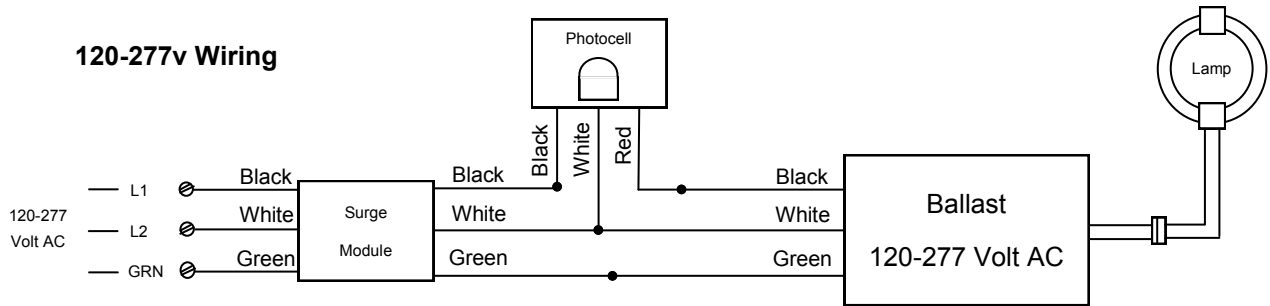 120-277v Wiring
Photocell
Lamp
Black
White
Red
120-277
Volt AC
L1
L2
GRN
Black
White
Green
Surge
Module
Black
White
Green
Black
White
Green
Ballast
120-277 Volt AC